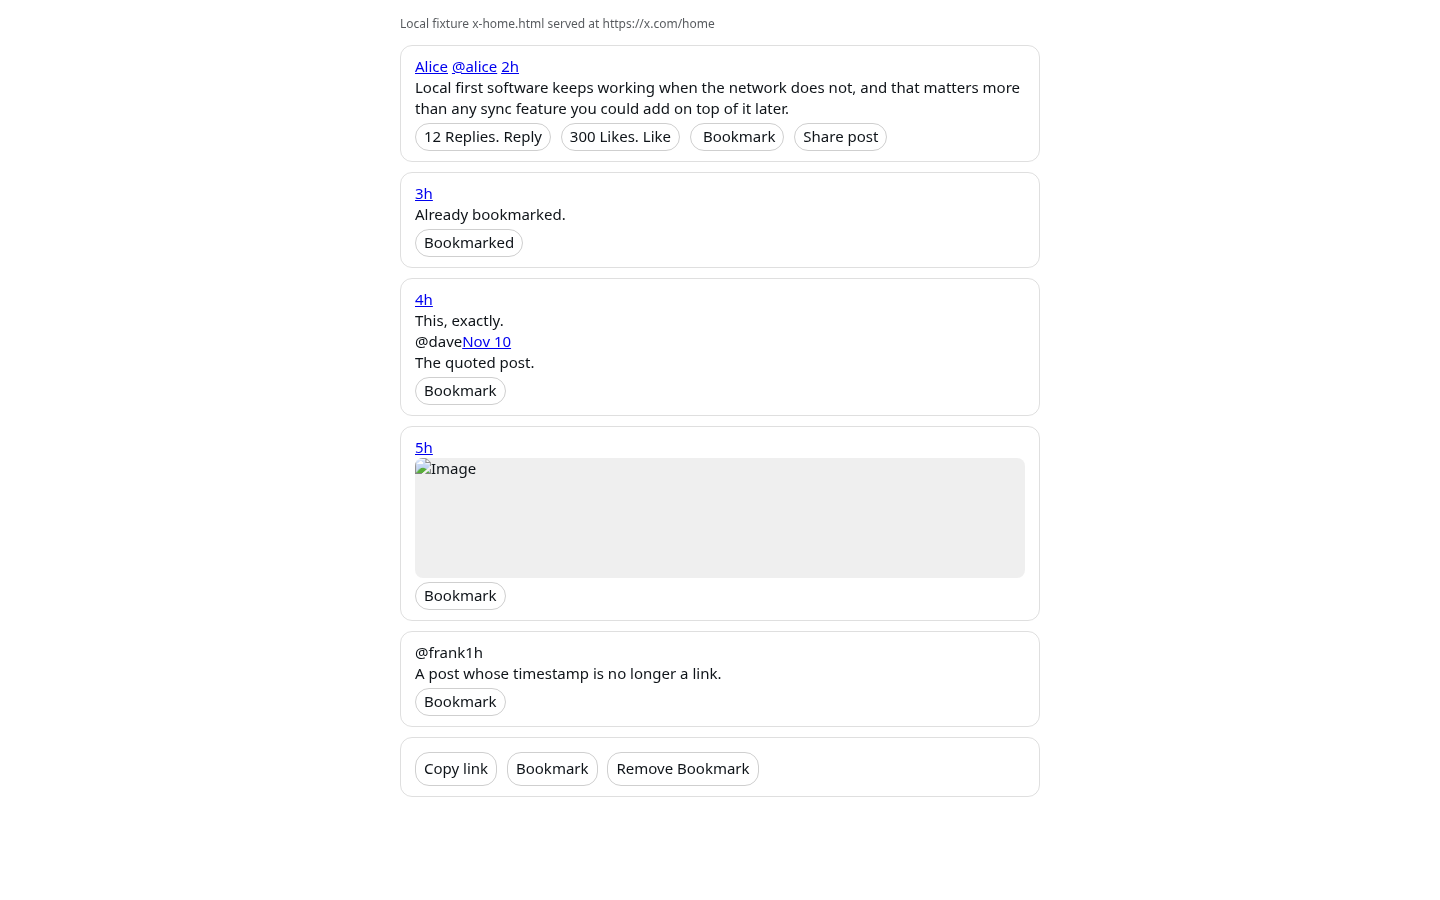 Local fixture x-home.html served at https://x.com/home
Alice @alice 2h
Local first software keeps working when the network does not, and that matters more
than any sync feature you could add on top of it later.
12 Replies. Reply 300 Likes. Like Bookmark Share post
3h
Already bookmarked.
Bookmarked
4h
This, exactly.
@daveNov 10
The quoted post.
Bookmark
5h
Image
Bookmark
@frank1h
A post whose timestamp is no longer a link.
Bookmark
Copy link Bookmark Remove Bookmark